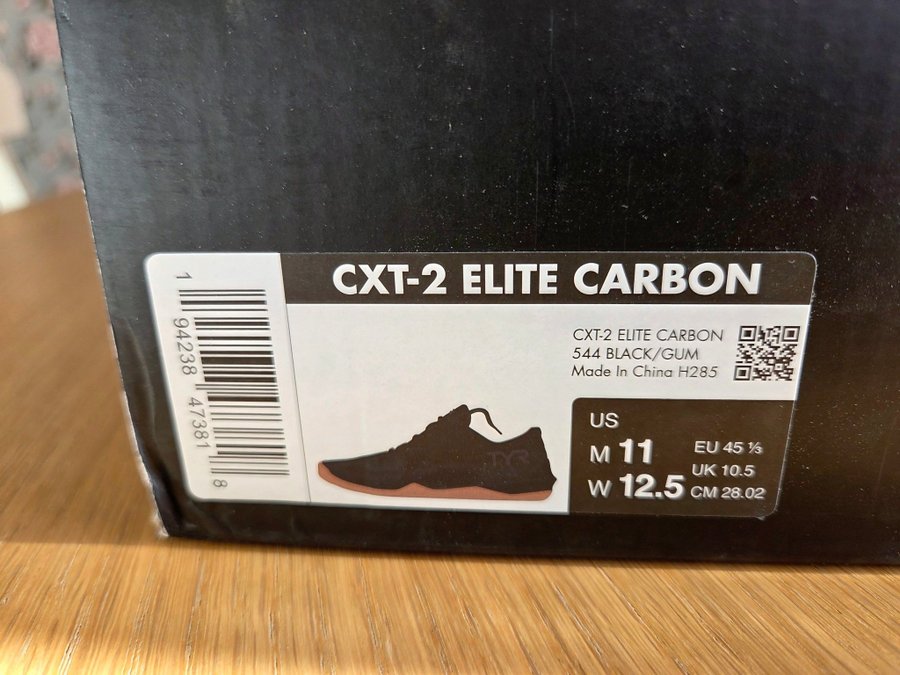 CXT-2 ELITE CARBON
1 94238 47381 8
CXT-2 ELITE CARBON
544 BLACK/GUM
Made In China H285
TYR
US
M 11
W 12.5
EU 45 ⅓
UK 10.5
CM 28.02